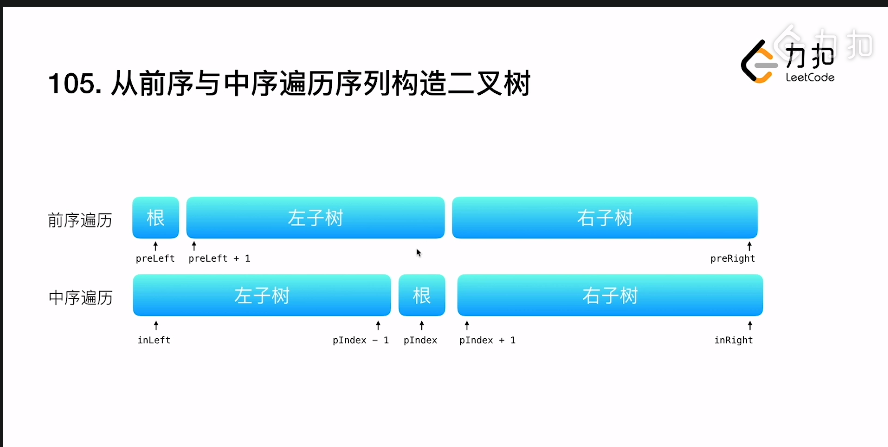 力扣
力扣
LeetCode
105. 从前序与中序遍历序列构造二叉树
前序遍历
根
左子树
右子树
preLeft
preLeft + 1
preRight
中序遍历
左子树
根
右子树
inLeft
pIndex - 1
pIndex
pIndex + 1
inRight